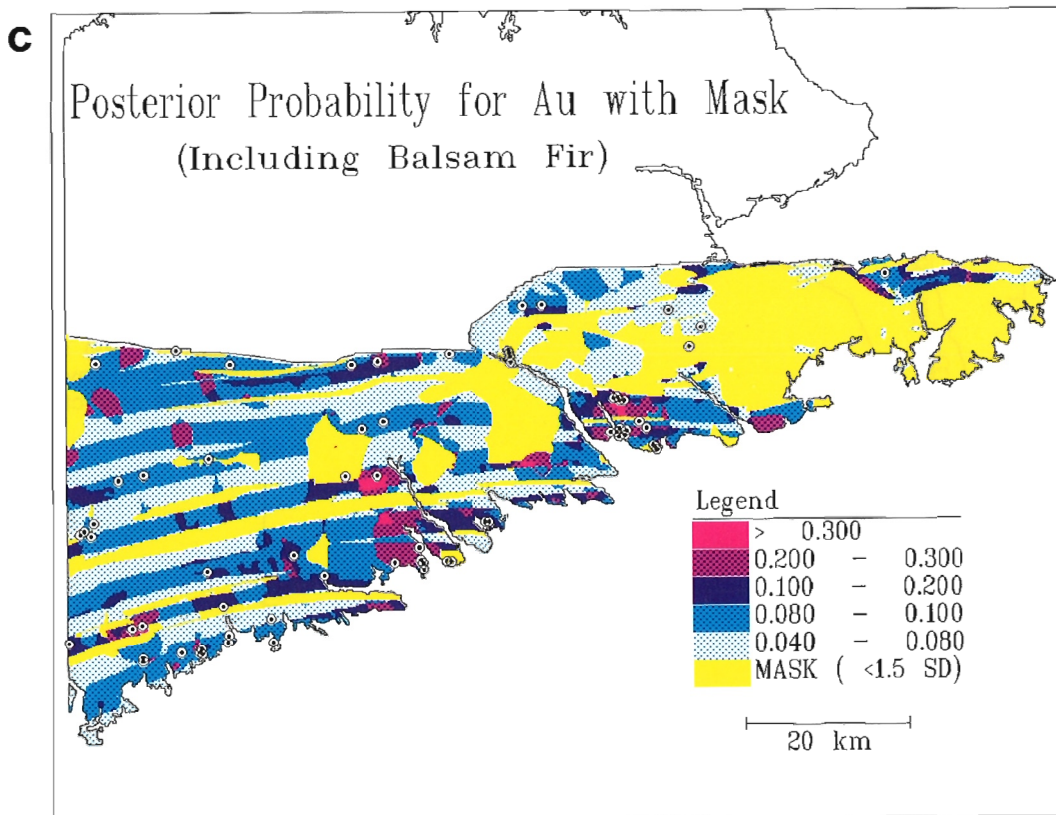 C
Posterior Probability for Au with Mask
(Including Balsam Fir)
Legend
> 0.300
0.200 - 0.300
0.100 - 0.200
0.080 - 0.100
0.040 - 0.080
MASK ( <1.5 SD)
20 km